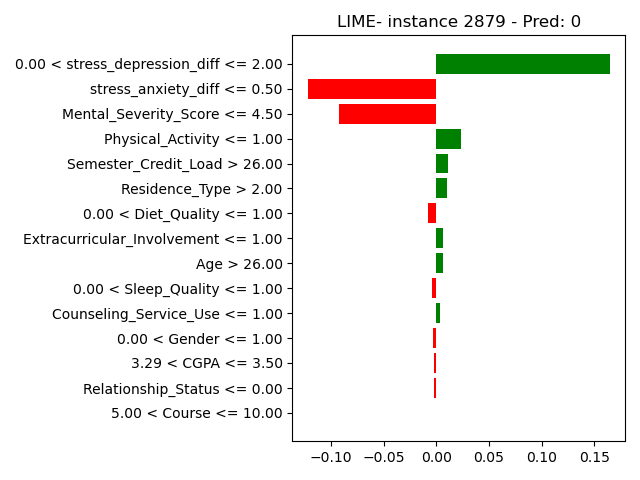 LIME- instance 2879 - Pred: 0
0.00 < stress_depression_diff <= 2.00
stress_anxiety_diff <= 0.50
Mental_Severity_Score <= 4.50
Physical_Activity <= 1.00
Semester_Credit_Load > 26.00
Residence_Type > 2.00
0.00 < Diet_Quality <= 1.00
Extracurricular_Involvement <= 1.00
Age > 26.00
0.00 < Sleep_Quality <= 1.00
Counseling_Service_Use <= 1.00
0.00 < Gender <= 1.00
3.29 < CGPA <= 3.50
Relationship_Status <= 0.00
5.00 < Course <= 10.00
−0.10 −0.05 0.00 0.05 0.10 0.15